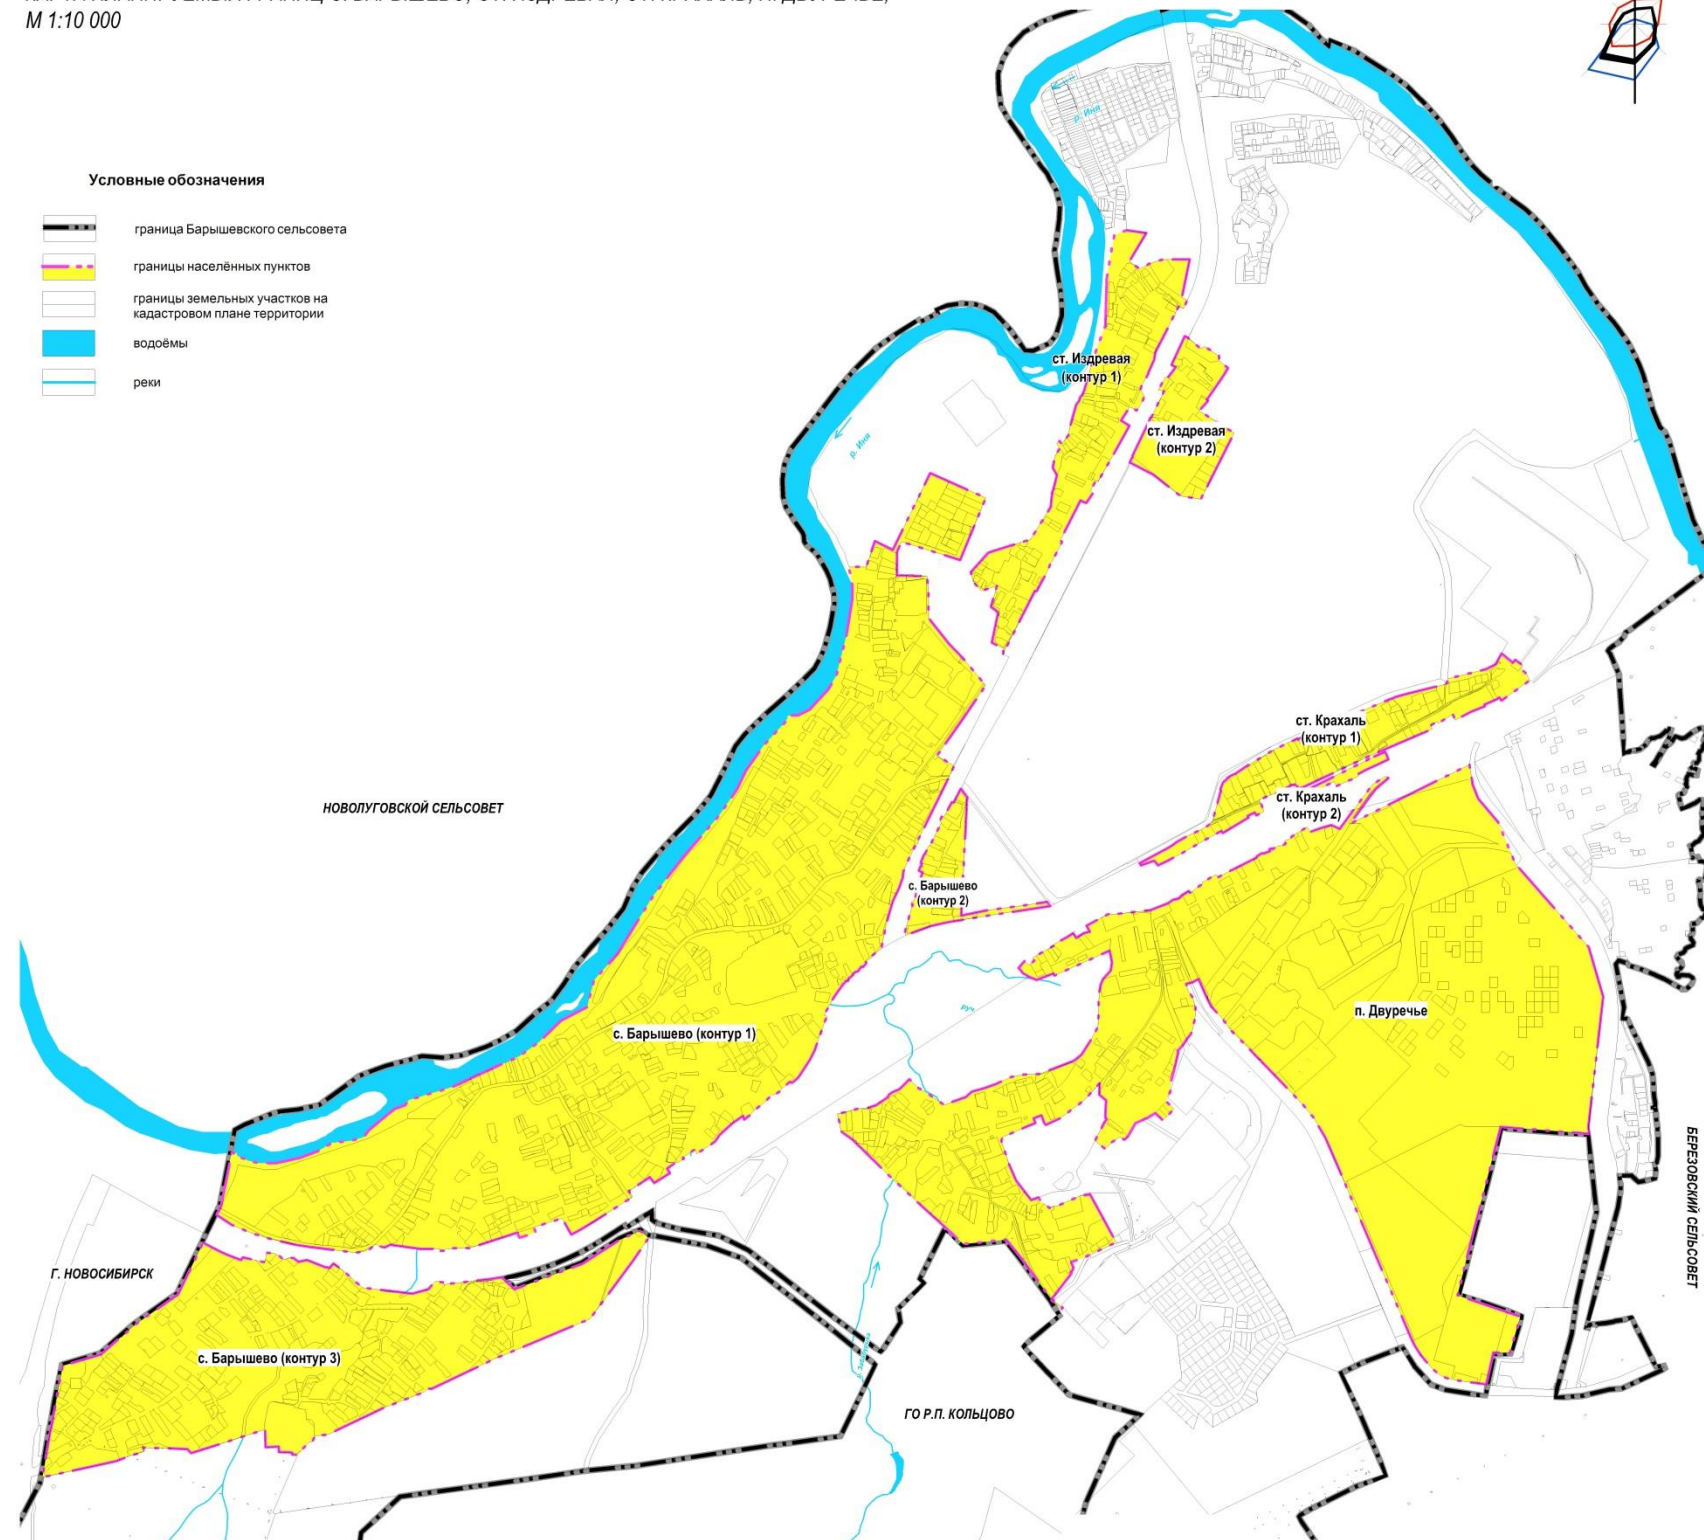 М 1:10 000
Условные обозначения
граница Барышевского сельсовета
границы населённых пунктов
границы земельных участков на
кадастровом плане территории
водоёмы
реки
р. Иня
ст. Издревая
(контур 1)
ст. Издревая
(контур 2)
р. Иня
ст. Крахаль
(контур 1)
ст. Крахаль
(контур 2)
НОВОЛУГОВСКОЙ СЕЛЬСОВЕТ
с. Барышево
(контур 2)
п. Двуречье
руч.
с. Барышево (контур 1)
БЕРЕЗОВСКИЙ СЕЛЬСОВЕТ
Г. НОВОСИБИРСК
с. Барышево (контур 3)
ГО Р.П. КОЛЬЦОВО